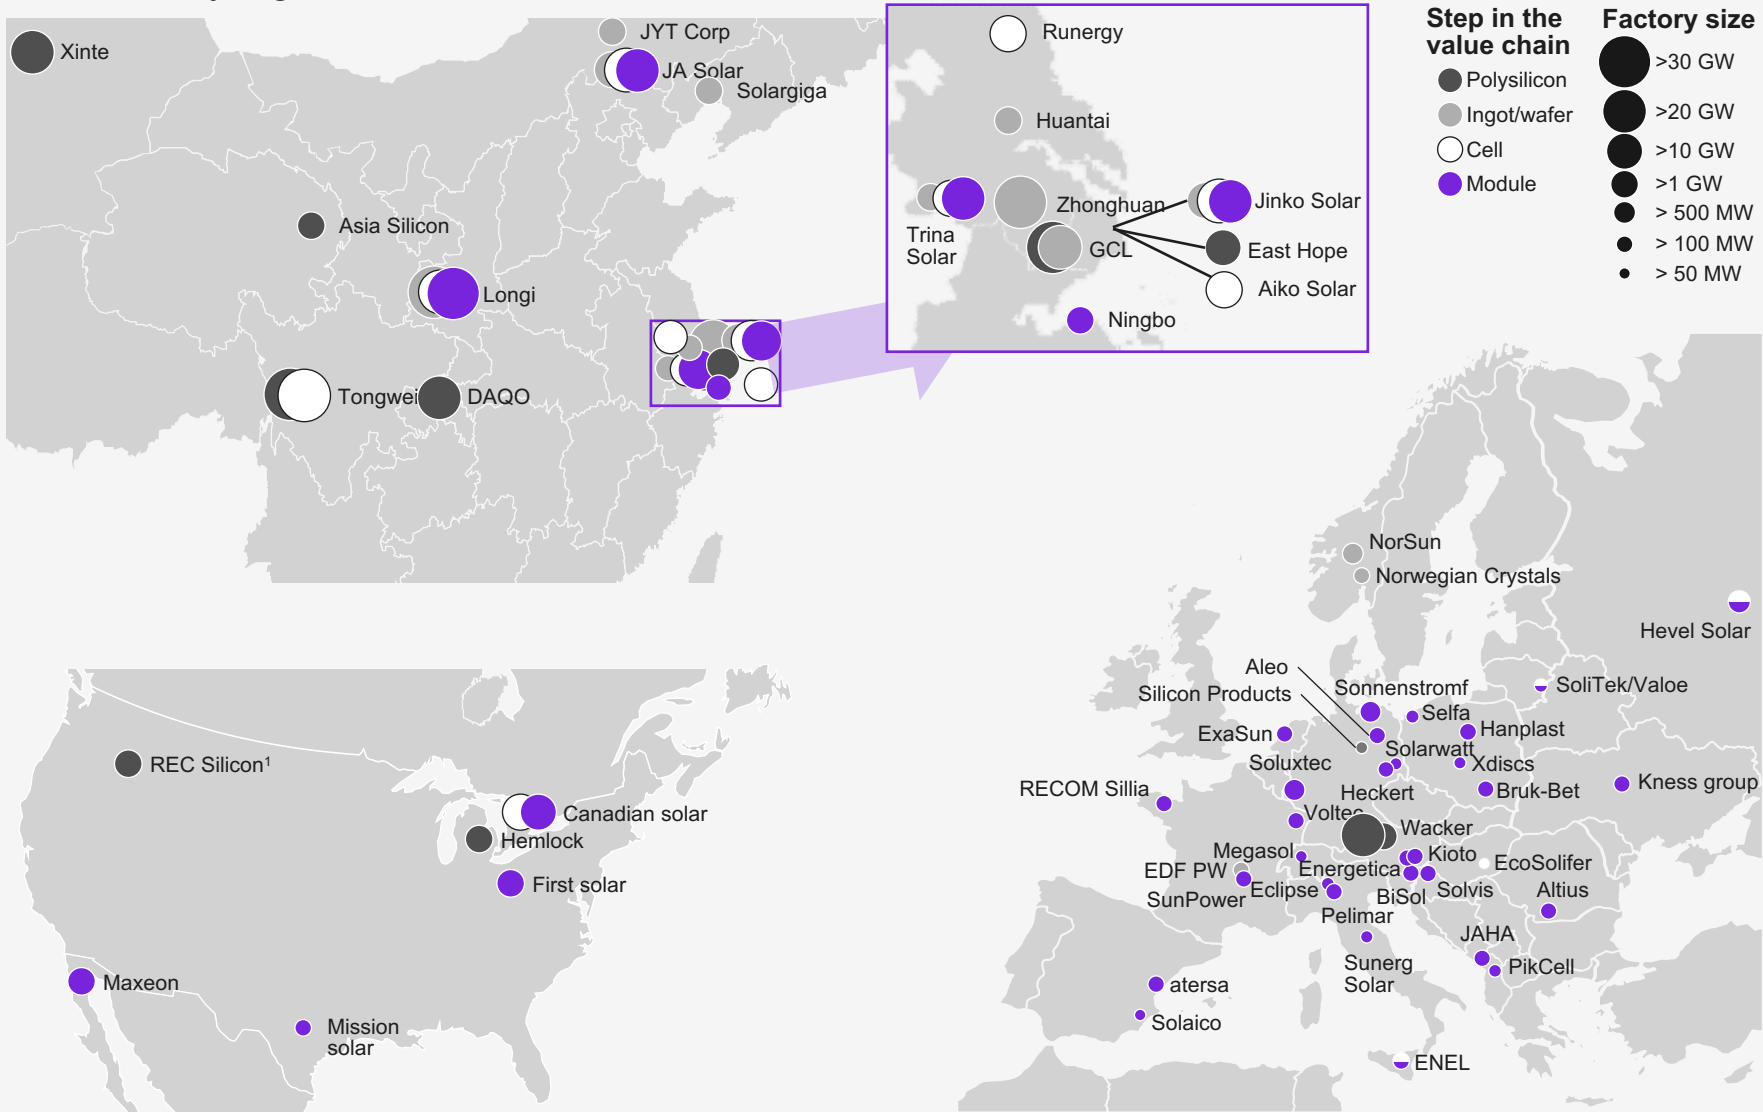 Xinte
JYT Corp
JA Solar
Solargiga
Asia Silicon
Longi
Tongwei
DAQO
Runergy
Huantai
Zhonghuan
Trina
Solar
GCL
Jinko Solar
East Hope
Aiko Solar
Ningbo
Step in the
value chain
Polysilicon
Ingot/wafer
Cell
Module
Factory size
>30 GW
>20 GW
>10 GW
>1 GW
> 500 MW
> 100 MW
> 50 MW
REC Silicon¹
Canadian solar
Hemlock
First solar
Maxeon
Mission
solar
NorSun
Norwegian Crystals
Hevel Solar
Aleo
Silicon Products
Sonnenstromf
SoliTek/Valoe
Selfa
ExaSun
Hanplast
Solarwatt
Soluxtec
Xdiscs
RECOM Sillia
Heckert
Bruk-Bet
Kness group
Voltec
Wacker
Megasol
Kioto
EDF PW
Energetica
EcoSolifer
SunPower
Eclipse
BiSol
Solvis
Altius
Pelimar
JAHA
Sunerg
Solar
PikCell
atersa
Solaico
ENEL